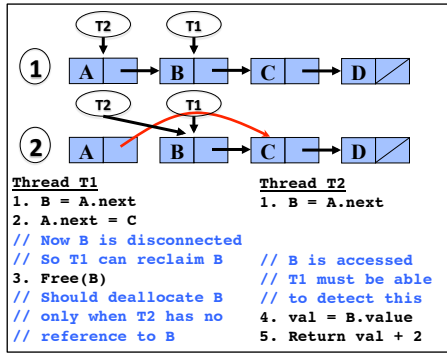 T2 T1
1 A B C D
T2 T1
2 A B C D
Thread T1
1. B = A.next
2. A.next = C
// Now B is disconnected
// So T1 can reclaim B
3. Free(B)
// Should deallocate B
// only when T2 has no
// reference to B
Thread T2
1. B = A.next
// B is accessed
// T1 must be able
// to detect this
4. val = B.value
5. Return val + 2